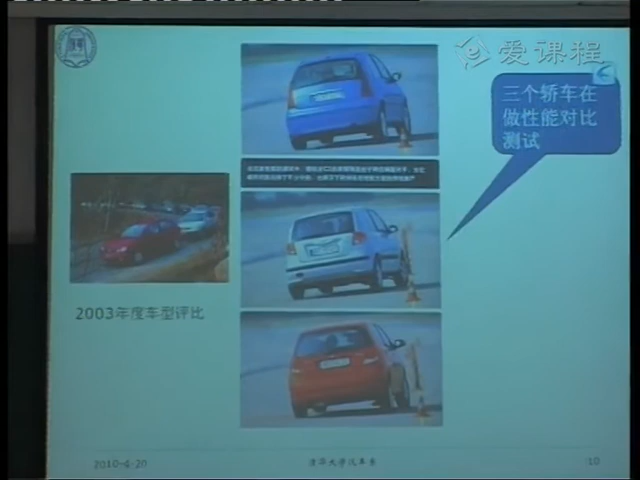 爱课程
三个轿车在
做性能对比
测试
2003年度车型评比
2010-4-20
清华大学汽车系
10